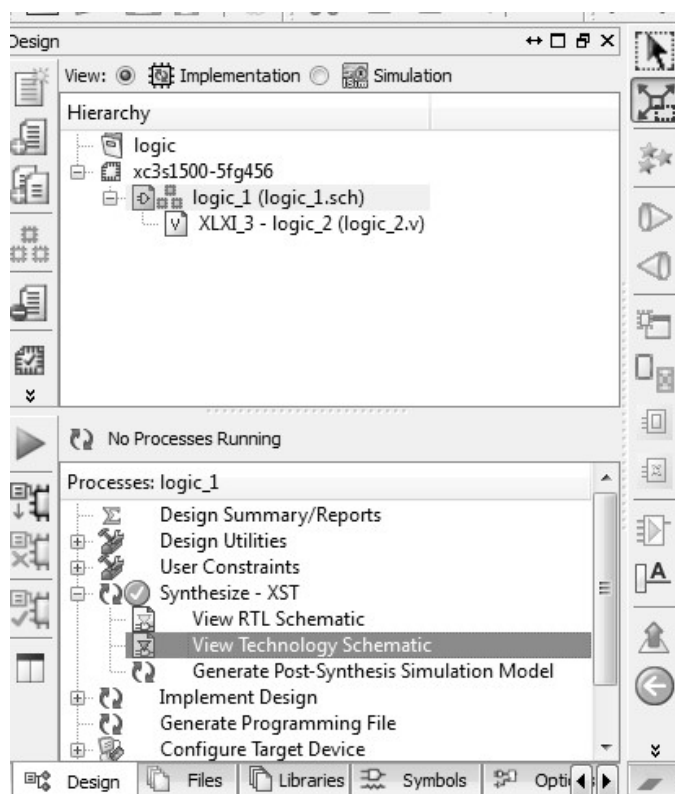 Design
View: Implementation Simulation
Hierarchy
logic
xc3s1500-5fg456
logic_1 (logic_1.sch)
V XLXI_3 - logic_2 (logic_2.v)
No Processes Running
Processes: logic_1
Design Summary/Reports
Design Utilities
User Constraints
Synthesize - XST
View RTL Schematic
View Technology Schematic
Generate Post-Synthesis Simulation Model
Implement Design
Generate Programming File
Configure Target Device
Design Files Libraries Symbols Opti
A